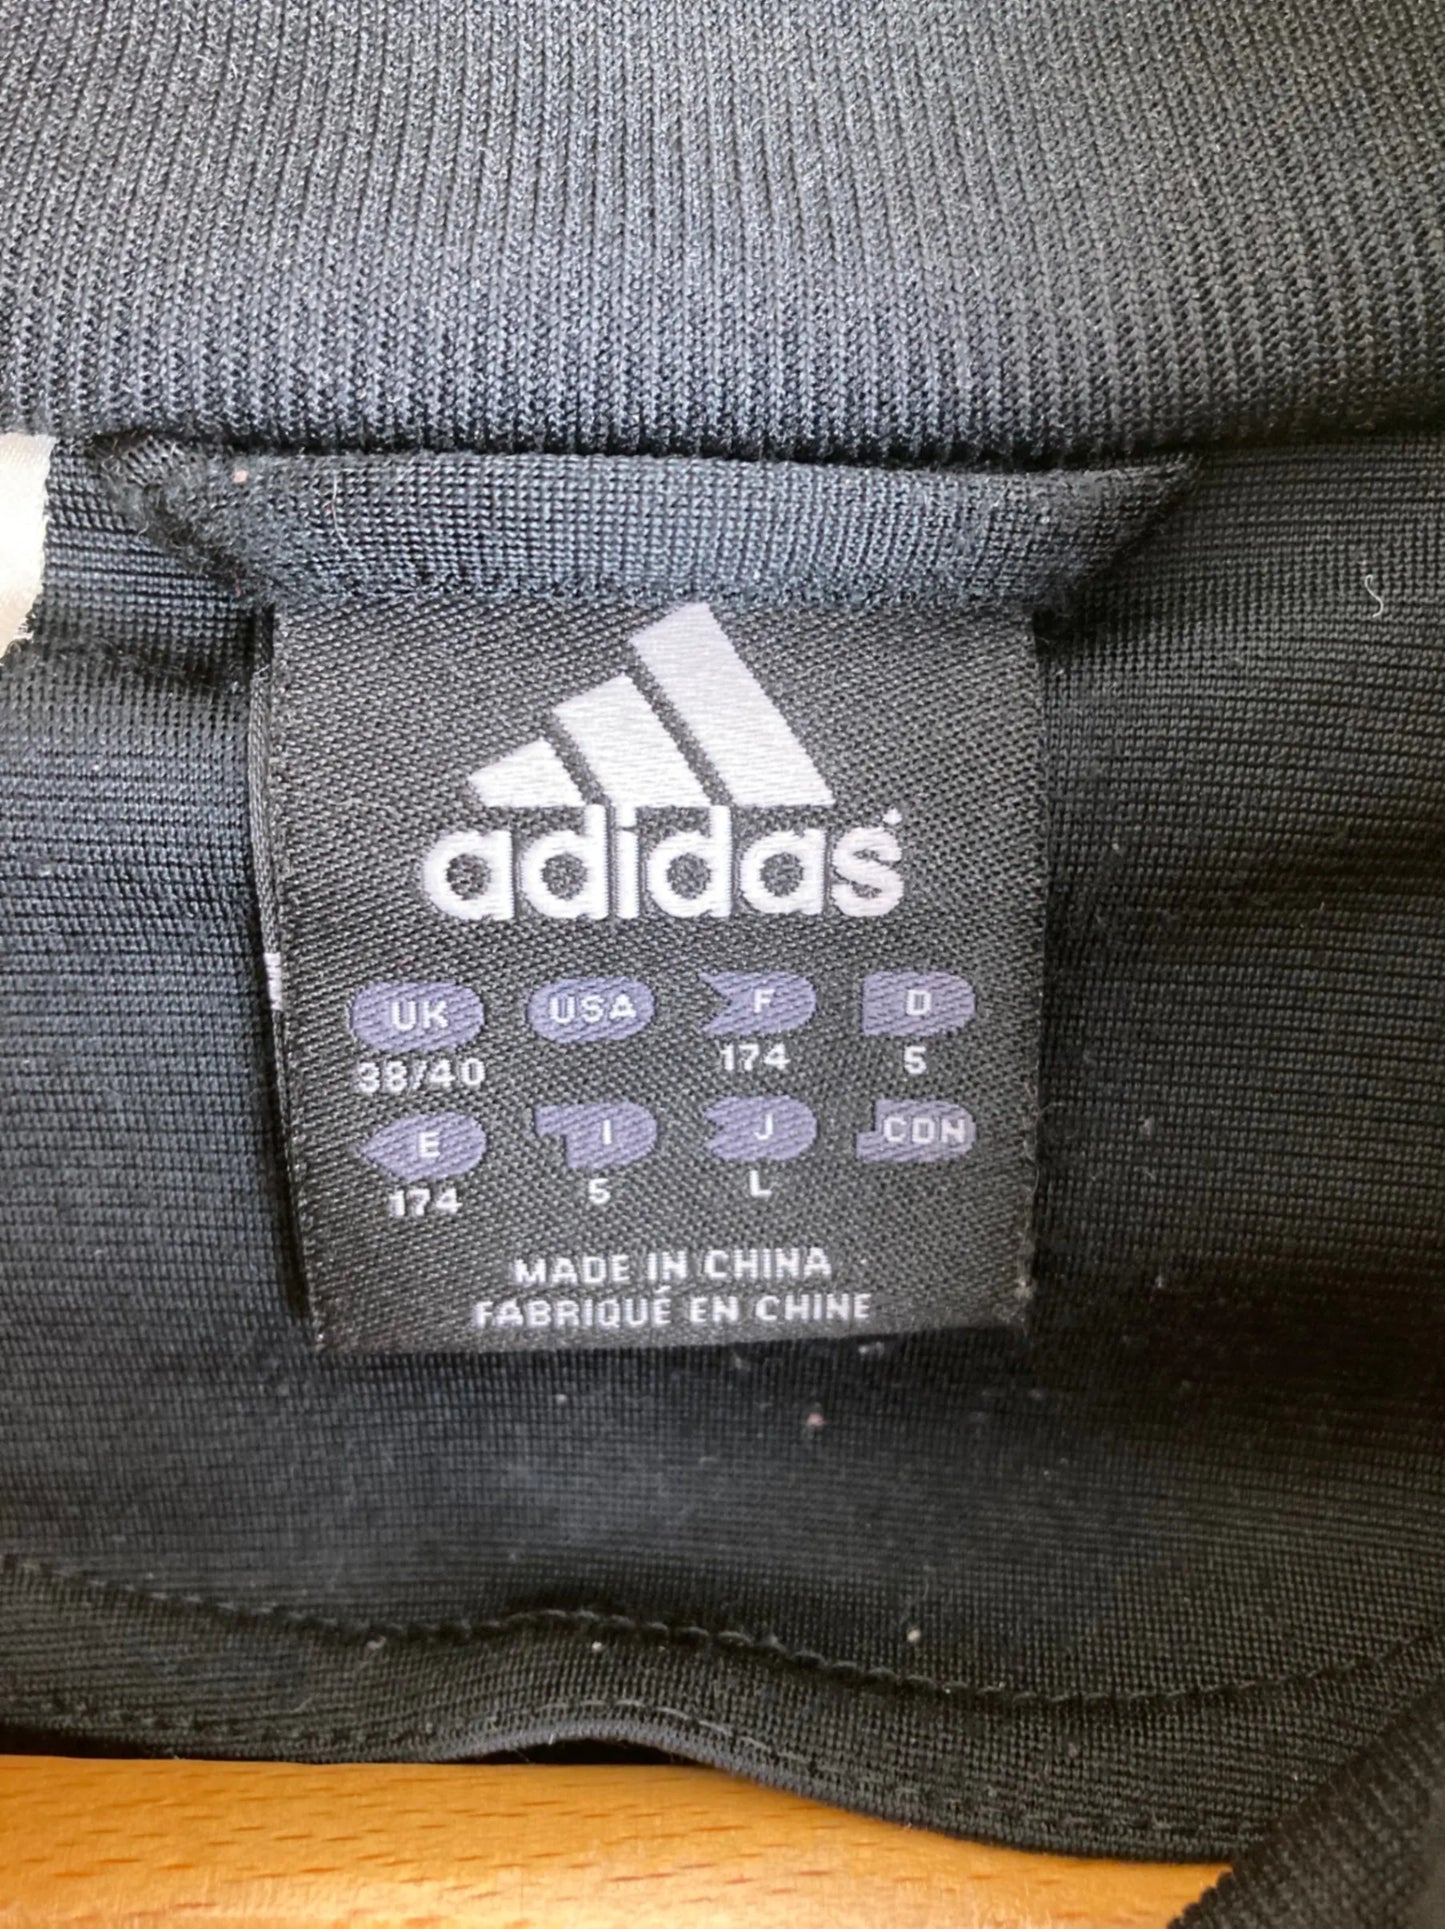 adidas
UK USA F D
38/40 174 5
E I J CDN
174 5 L
MADE IN CHINA
FABRIQUÉ EN CHINE